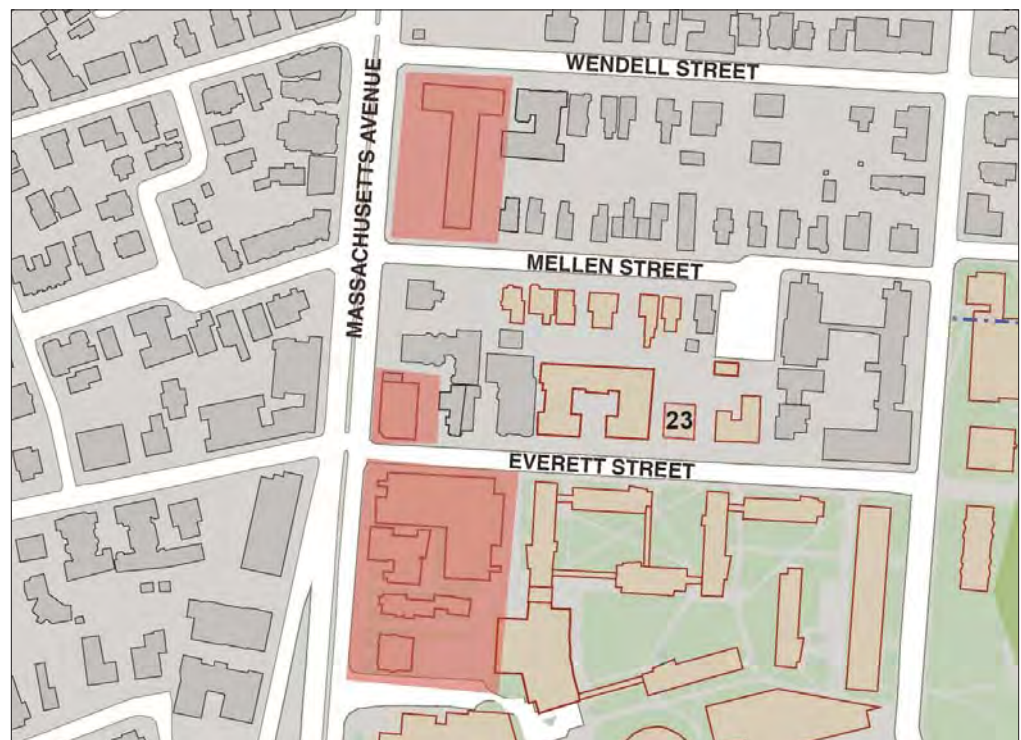 WENDELL STREET
MASSACHUSETTS AVENUE
MELLEN STREET
23
EVERETT STREET